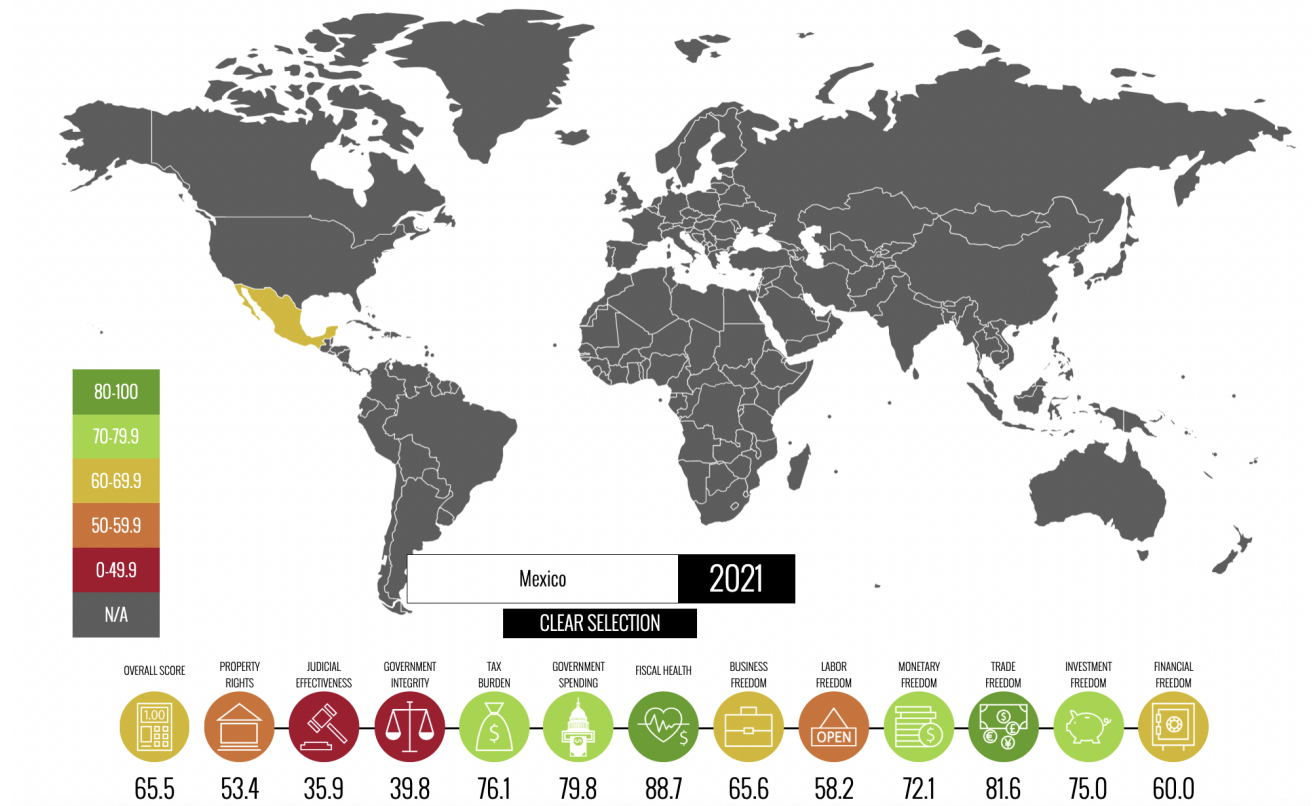 80-100
70-79.9
60-69.9
50-59.9
0-49.9
N/A
Mexico
2021
CLEAR SELECTION
OVERALL SCORE
PROPERTY
RIGHTS
JUDICIAL
EFFECTIVENESS
GOVERNMENT
INTEGRITY
TAX
BURDEN
GOVERNMENT
SPENDING
FISCAL HEALTH
BUSINESS
FREEDOM
LABOR
FREEDOM
MONETARY
FREEDOM
TRADE
FREEDOM
INVESTMENT
FREEDOM
FINANCIAL
FREEDOM
1.00
$
$
$
OPEN
$
$
€
£
¥
$
65.5
53.4
35.9
39.8
76.1
79.8
88.7
65.6
58.2
72.1
81.6
75.0
60.0